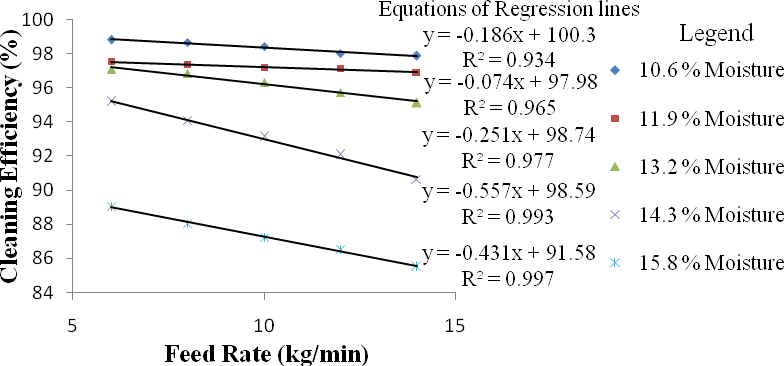 Equations of Regression lines
y = -0.186x + 100.3
R² = 0.934
y = -0.074x + 97.98
R² = 0.965
y = -0.251x + 98.74
R² = 0.977
y = -0.557x + 98.59
R² = 0.993
y = -0.431x + 91.58
R² = 0.997
Legend
10.6 % Moisture
11.9 % Moisture
13.2 % Moisture
14.3 % Moisture
15.8 % Moisture
Cleaning Efficiency (%)
100
98
96
94
92
90
88
86
84
5
10
15
Feed Rate (kg/min)